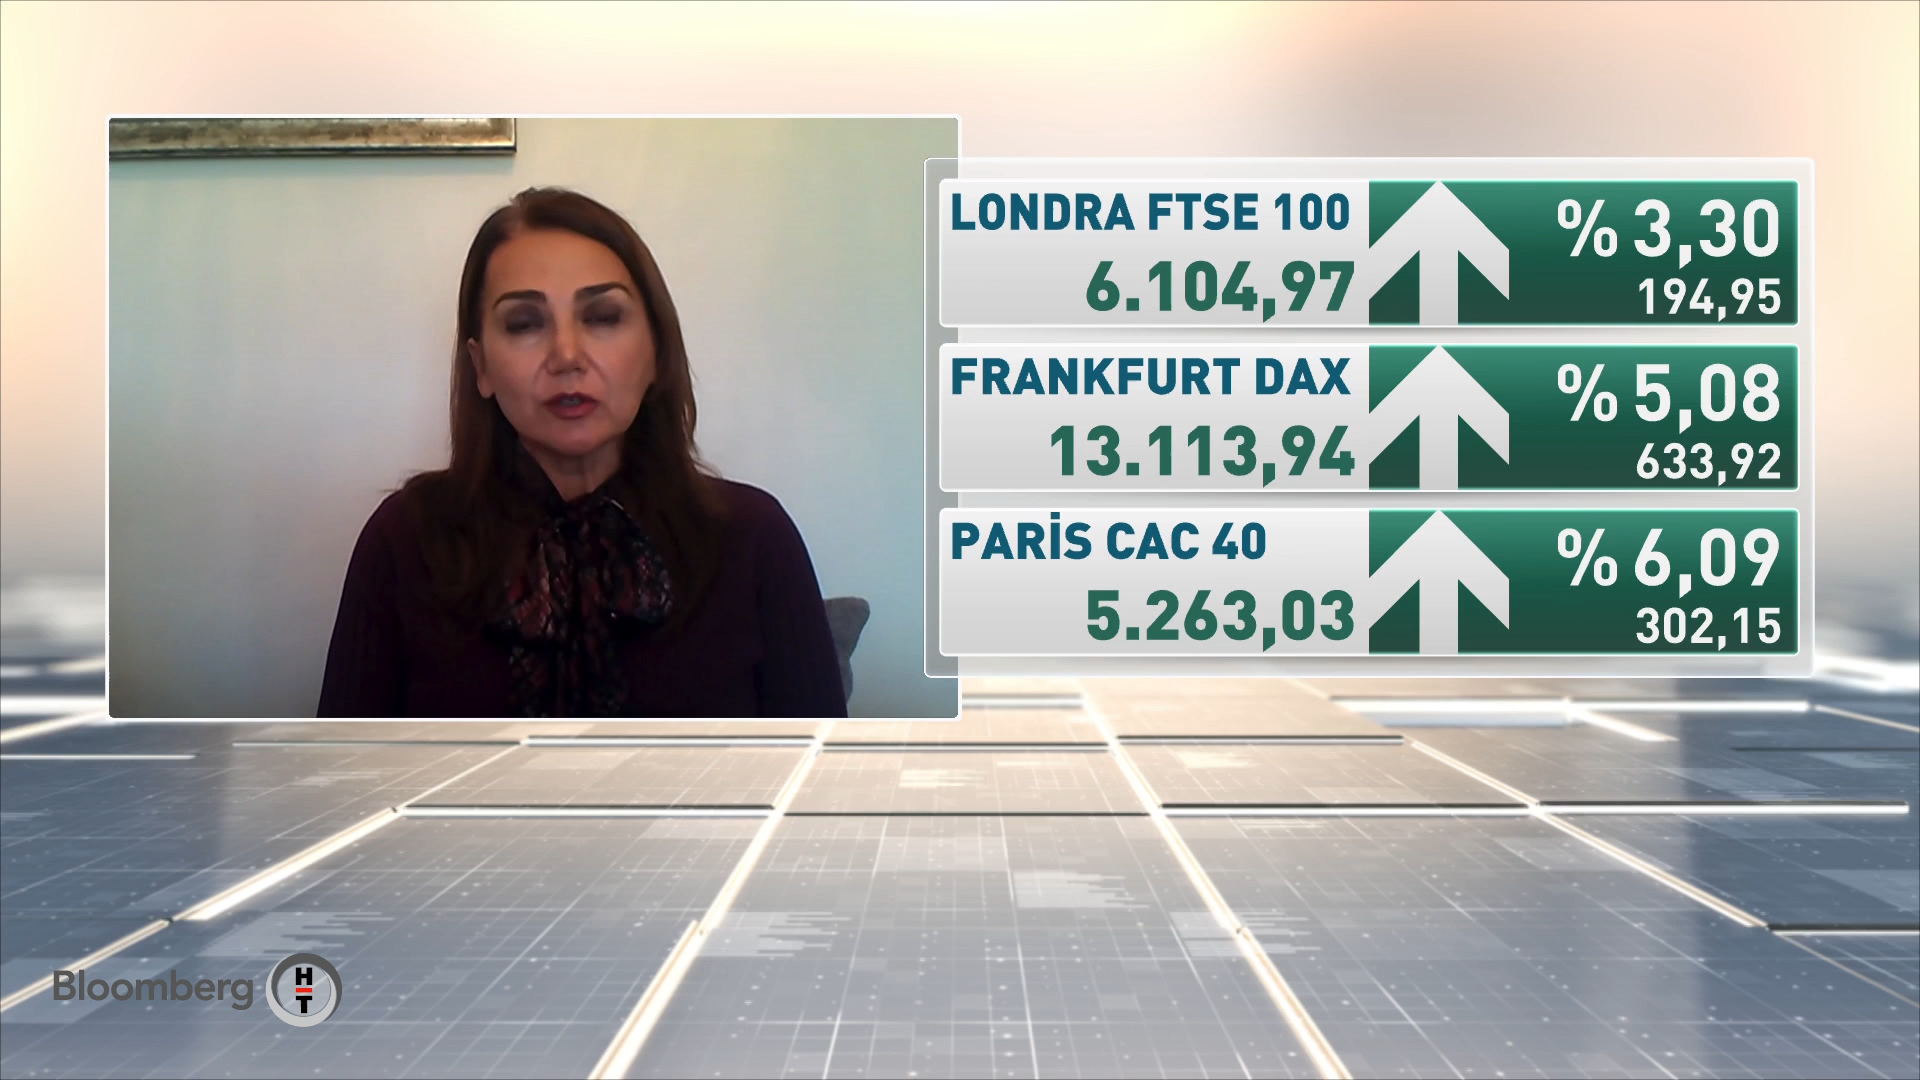 LONDRA FTSE 100
6.104,97
% 3,30
194,95
FRANKFURT DAX
13.113,94
% 5,08
633,92
PARİS CAC 40
5.263,03
% 6,09
302,15
Bloomberg HT